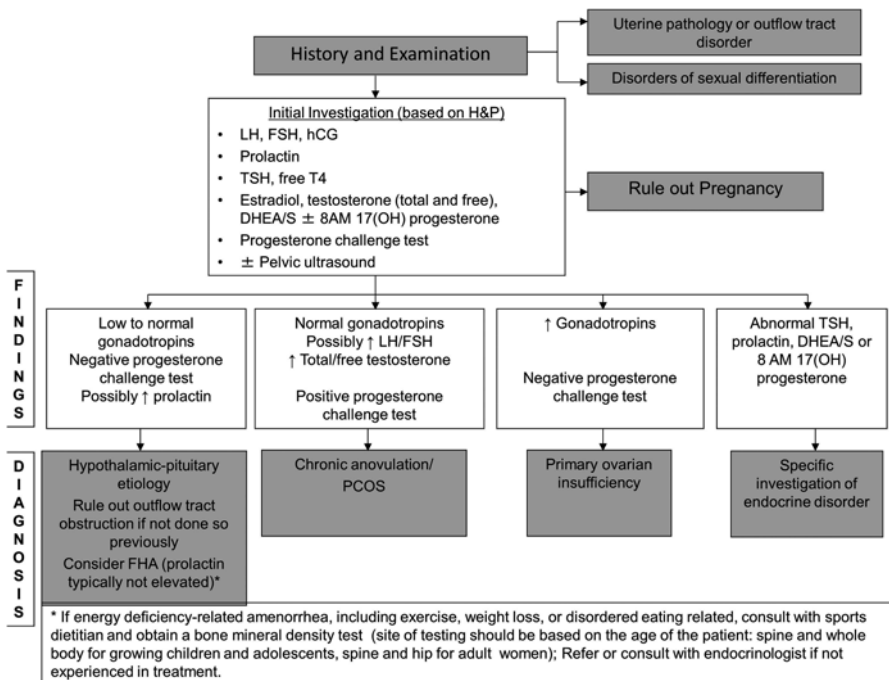 History and Examination
Uterine pathology or outflow tract
disorder
Disorders of sexual differentiation
Initial Investigation (based on H&P)
• LH, FSH, hCG
• Prolactin
• TSH, free T4
• Estradiol, testosterone (total and free),
DHEA/S ± 8AM 17(OH) progesterone
• Progesterone challenge test
• ± Pelvic ultrasound
Rule out Pregnancy
FINDINGS
Low to normal
gonadotropins
Negative progesterone
challenge test
Possibly ↑ prolactin
Normal gonadotropins
Possibly ↑ LH/FSH
↑ Total/free testosterone
Positive progesterone
challenge test
↑ Gonadotropins
Negative progesterone
challenge test
Abnormal TSH,
prolactin, DHEA/S or
8 AM 17(OH)
progesterone
DIAGNOSIS
Hypothalamic-pituitary
etiology
Rule out outflow tract
obstruction if not done so
previously
Consider FHA (prolactin
typically not elevated)*
Chronic anovulation/
PCOS
Primary ovarian
insufficiency
Specific
investigation of
endocrine disorder
* If energy deficiency-related amenorrhea, including exercise, weight loss, or disordered eating related, consult with sports
dietitian and obtain a bone mineral density test (site of testing should be based on the age of the patient: spine and whole
body for growing children and adolescents, spine and hip for adult women); Refer or consult with endocrinologist if not
experienced in treatment.